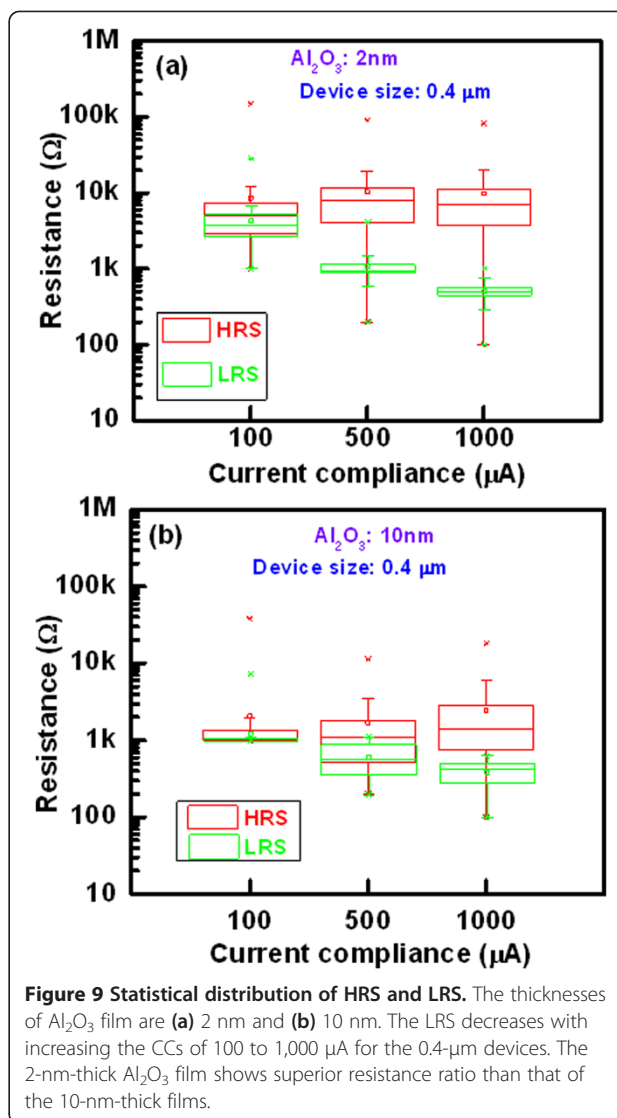 1M
(a)
Al₂O₃: 2nm
Device size: 0.4 μm
100k
10k
1k
100
10
Resistance (Ω)
HRS
LRS
100 500 1000
Current compliance (μA)
1M
(b)
Al₂O₃: 10nm
Device size: 0.4 μm
100k
10k
1k
100
10
Resistance (Ω)
HRS
LRS
100 500 1000
Current compliance (μA)
Figure 9 Statistical distribution of HRS and LRS. The thicknesses
of Al₂O₃ film are (a) 2 nm and (b) 10 nm. The LRS decreases with
increasing the CCs of 100 to 1,000 μA for the 0.4-μm devices. The
2-nm-thick Al₂O₃ film shows superior resistance ratio than that of
the 10-nm-thick films.